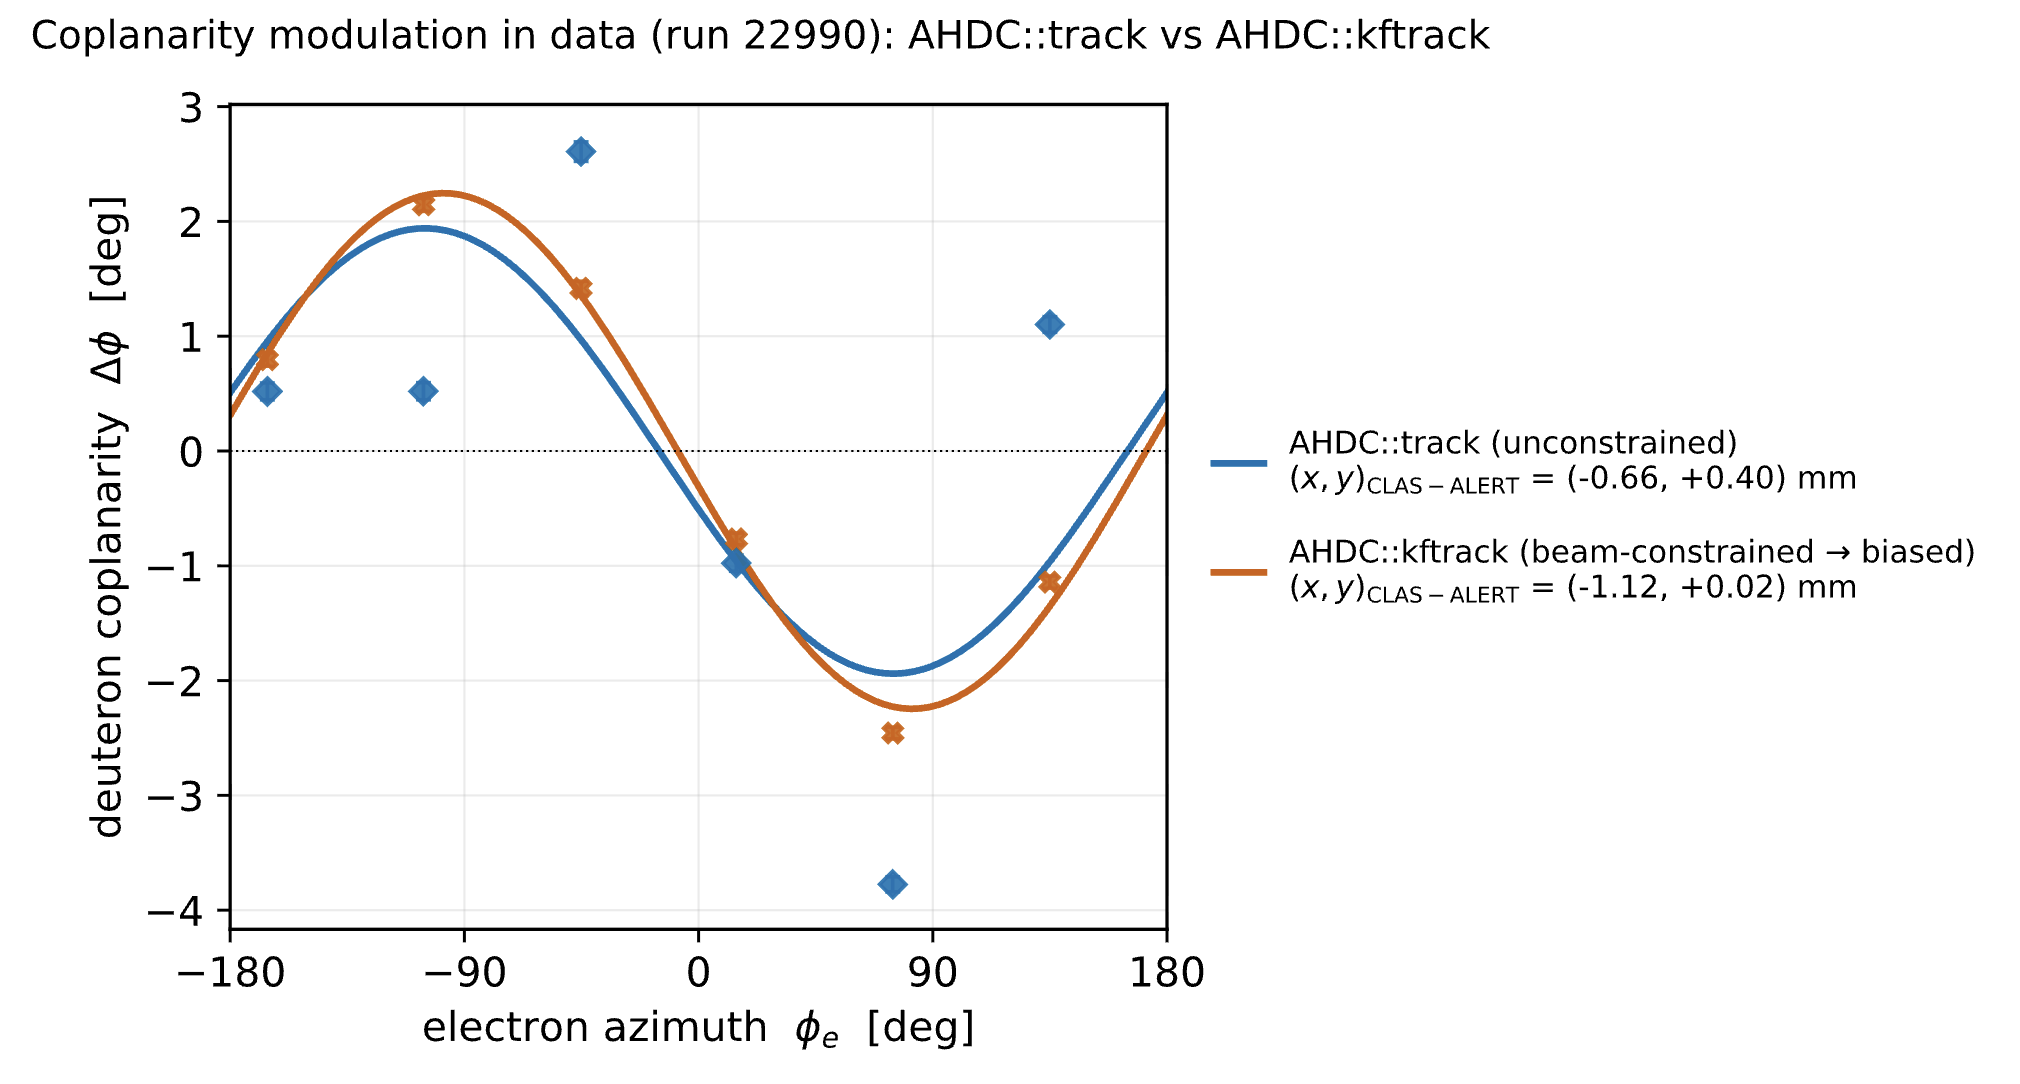 Coplanarity modulation in data (run 22990): AHDC::track vs AHDC::kftrack
3
2
1
0
−1
−2
−3
−4
deuteron coplanarity Δϕ [deg]
−180
−90
0
90
180
electron azimuth ϕe [deg]
AHDC::track (unconstrained)
(x, y)CLAS−ALERT = (-0.66, +0.40) mm
AHDC::kftrack (beam-constrained → biased)
(x, y)CLAS−ALERT = (-1.12, +0.02) mm